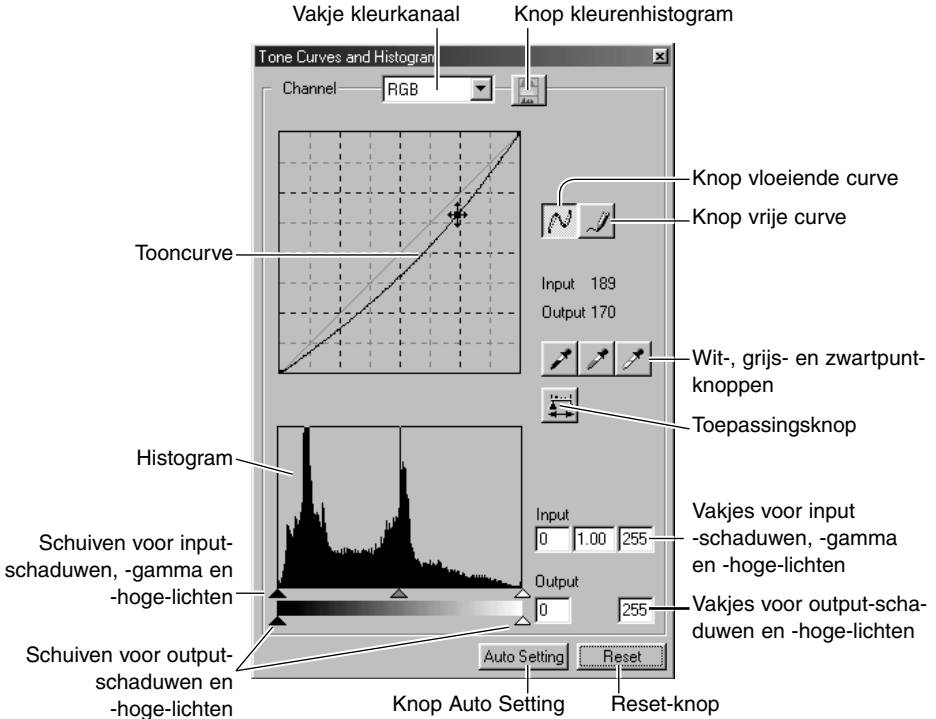 Vakje kleurkanaal
Knop kleurenhistogram
Tone Curves and Histogram
Channel
RGB
Knop vloeiende curve
Knop vrije curve
Tooncurve
Input 189
Output 170
Wit-, grijs- en zwartpunt-
knoppen
Toepassingsknop
Histogram
Input
0 1.00 255
Vakjes voor input
-schaduwen, -gamma
en -hoge-lichten
Schuiven voor input-
schaduwen, -gamma en
-hoge-lichten
Output
0 255
Vakjes voor output-scha-
duwen en -hoge-lichten
Schuiven voor output-
schaduwen en
-hoge-lichten
Auto Setting
Reset
Knop Auto Setting
Reset-knop